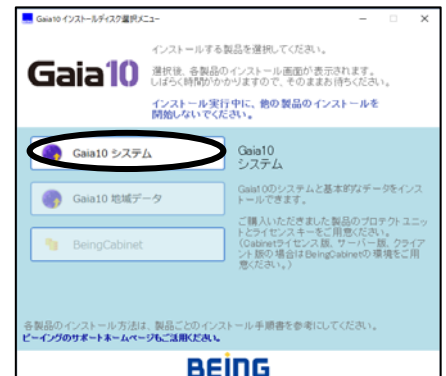 Gaia10 インストールディスク選択メニュー
インストールする製品を選択してください。
Gaia10
選択後、各製品のインストール画面が表示されます。
しばらく時間がかかりますので、そのままお待ちください。
インストール実行中に、他の製品のインストールを
開始しないでください。
Gaia10 システム
Gaia10 地域データ
BeingCabinet
Gaia10
システム
Gaia10のシステムと基本的なデータをインス
トールできます。
ご購入いただきました製品のプロテクトユニッ
トとライセンスキーをご用意ください。
(Cabinetライセンス版、サーバー版、クライア
ント版の場合はBeingCabinetの環境をご用
意ください。)
各製品のインストール方法は、製品ごとのインストール手順書を参考にしてください。
ビーイングのサポートホームページもご活用ください。
BEING